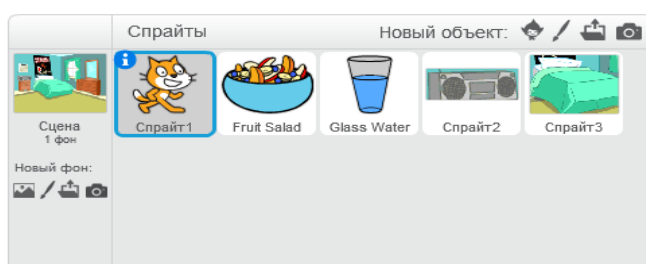 Спрайты
Новый объект:
Сцена
1 фон
Новый фон:
Спрайт1
Fruit Salad
Glass Water
Спрайт2
Спрайт3